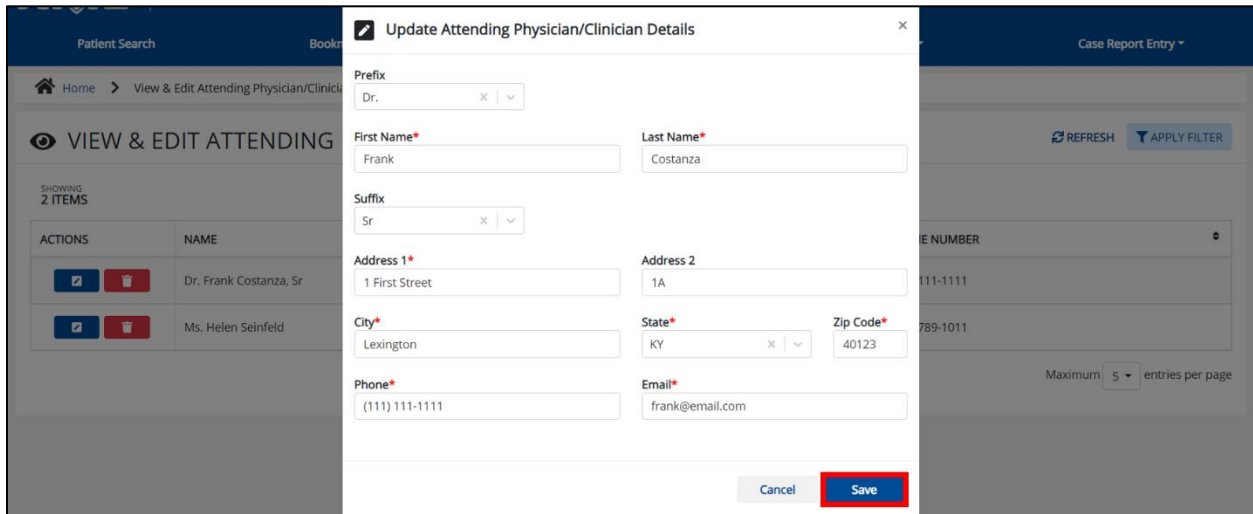 Update Attending Physician/Clinician Details ×
Patient Search
Case Report Entry
Home > View & Edit Attending
VIEW & EDIT ATTENDING
REFRESH
APPLY FILTER
SHOWING
2 ITEMS
ACTIONS NAME NUMBER
Dr. Frank Costanza, Sr 111-1111
Ms. Helen Seinfeld 789-1011
Maximum 5 entries per page
Prefix
Dr.
First Name* Last Name*
Frank Costanza
Suffix
Sr
Address 1* Address 2
1 First Street 1A
City* State* Zip Code*
Lexington KY 40123
Phone* Email*
(111) 111-1111 frank@email.com
Cancel Save